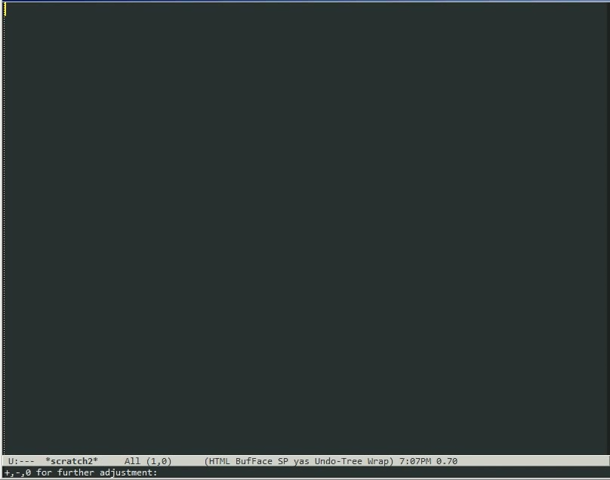 U:--- *scratch2* All (1,0) (HTML BufFace SP yas Undo-Tree Wrap) 7:07PM 0.70
+,-,0 for further adjustment: